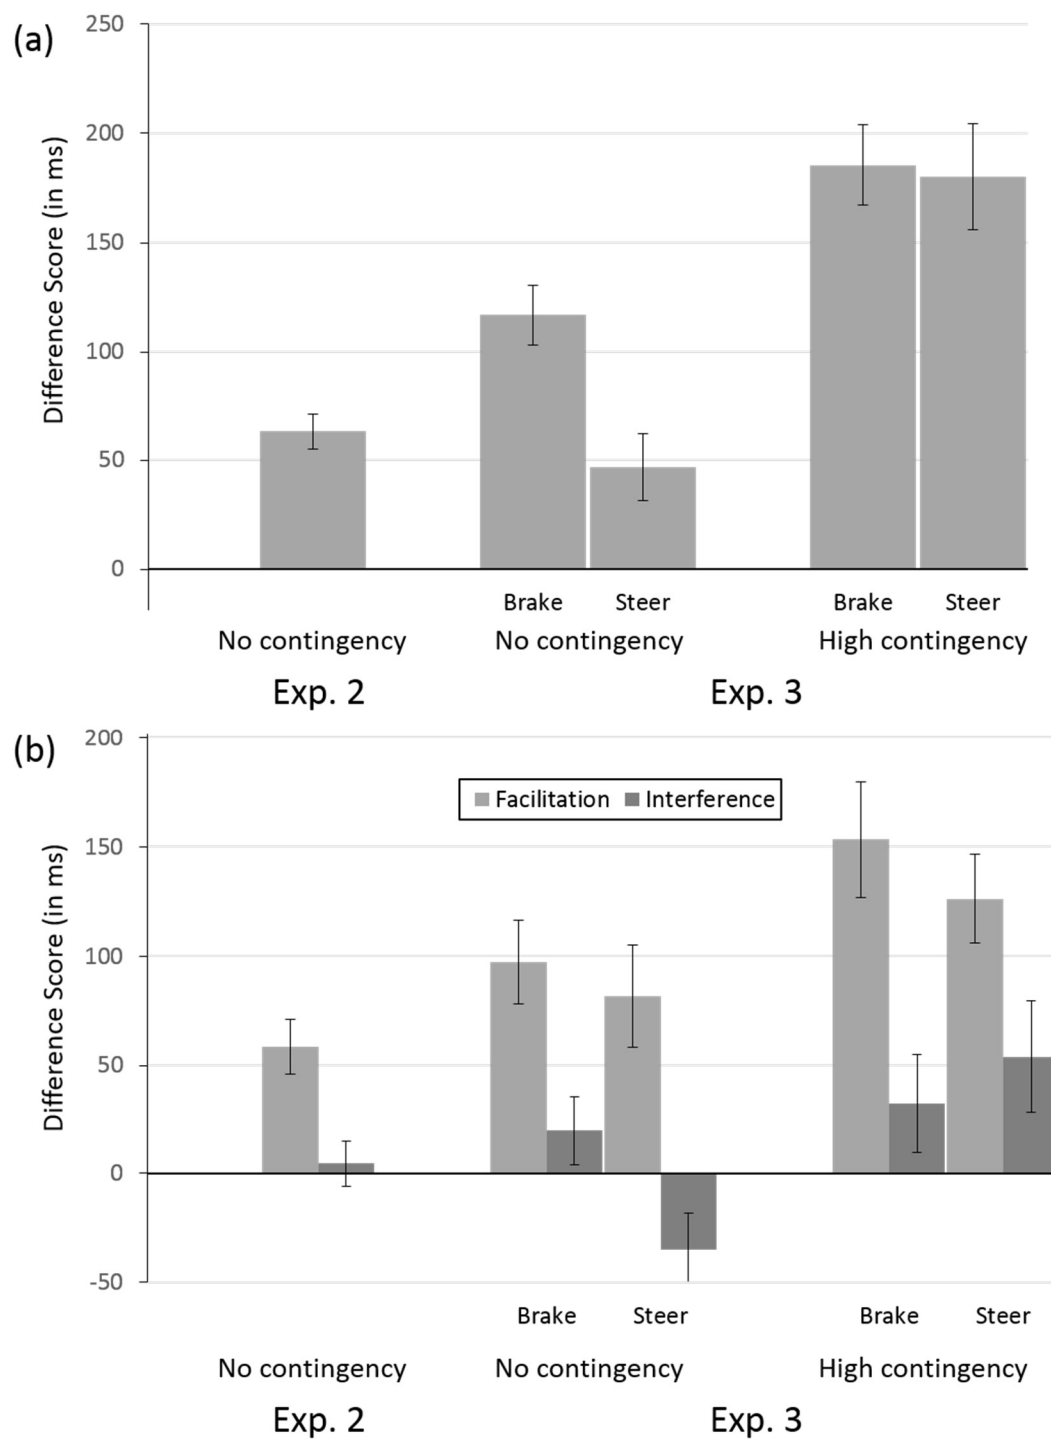 (a)
Difference Score (in ms)
250
200
150
100
50
0
Brake Steer Brake Steer
No contingency No contingency High contingency
Exp. 2 Exp. 3
(b)
Difference Score (in ms)
200
150
100
50
0
-50
Facilitation Interference
Brake Steer Brake Steer
No contingency No contingency High contingency
Exp. 2 Exp. 3